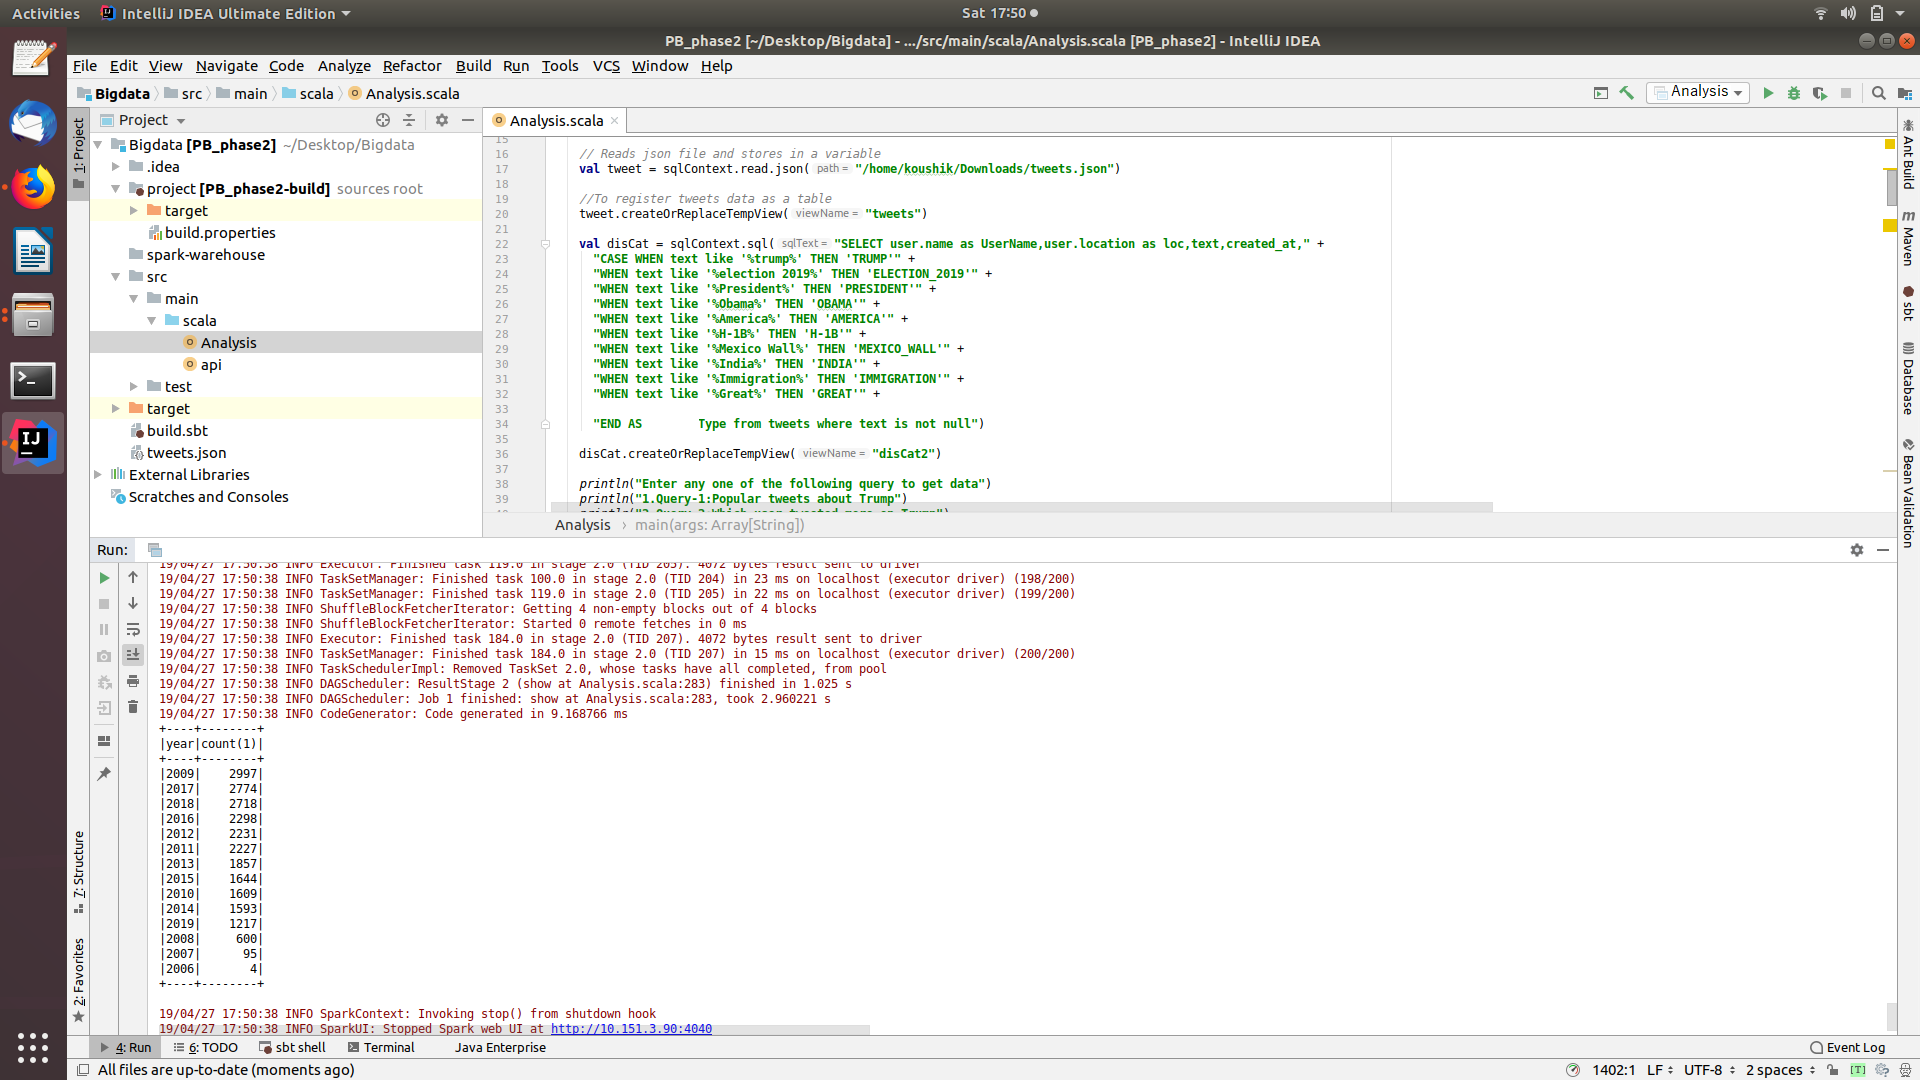 Activities
IntelliJ IDEA Ultimate Edition
Sat 17:50
PB_phase2 [~/Desktop/Bigdata] - .../src/main/scala/Analysis.scala [PB_phase2] - IntelliJ IDEA
File Edit View Navigate Code Analyze Refactor Build Run Tools VCS Window Help
Bigdata src main scala Analysis.scala
Analysis
1: Project
Project
Bigdata [PB_phase2] ~/Desktop/Bigdata
.idea
project [PB_phase2-build] sources root
target
build.properties
spark-warehouse
src
main
scala
Analysis
api
test
target
build.sbt
tweets.json
External Libraries
Scratches and Consoles
Analysis.scala
15
16 // Reads json file and stores in a variable
17 val tweet = sqlContext.read.json( path = "/home/koushik/Downloads/tweets.json")
18
19 //To register tweets data as a table
20 tweet.createOrReplaceTempView( viewName = "tweets")
21
22 val disCat = sqlContext.sql( sqlText = "SELECT user.name as UserName,user.location as loc,text,created_at," +
23 "CASE WHEN text like '%trump%' THEN 'TRUMP'" +
24 "WHEN text like '%election 2019%' THEN 'ELECTION_2019'" +
25 "WHEN text like '%President%' THEN 'PRESIDENT'" +
26 "WHEN text like '%Obama%' THEN 'OBAMA'" +
27 "WHEN text like '%America%' THEN 'AMERICA'" +
28 "WHEN text like '%H-1B%' THEN 'H-1B'" +
29 "WHEN text like '%Mexico Wall%' THEN 'MEXICO_WALL'" +
30 "WHEN text like '%India%' THEN 'INDIA'" +
31 "WHEN text like '%Immigration%' THEN 'IMMIGRATION'" +
32 "WHEN text like '%Great%' THEN 'GREAT'" +
33
34 "END AS        Type from tweets where text is not null")
35
36 disCat.createOrReplaceTempView( viewName = "disCat2")
37
38 println("Enter any one of the following query to get data")
39 println("1.Query-1:Popular tweets about Trump")
Analysis > main(args: Array[String])
Ant Build
Maven
sbt
Database
Bean Validation
Run:
19/04/27 17:50:38 INFO Executor: Finished task 119.0 in stage 2.0 (TID 205). 4072 bytes result sent to driver
19/04/27 17:50:38 INFO TaskSetManager: Finished task 100.0 in stage 2.0 (TID 204) in 23 ms on localhost (executor driver) (198/200)
19/04/27 17:50:38 INFO TaskSetManager: Finished task 119.0 in stage 2.0 (TID 205) in 22 ms on localhost (executor driver) (199/200)
19/04/27 17:50:38 INFO ShuffleBlockFetcherIterator: Getting 4 non-empty blocks out of 4 blocks
19/04/27 17:50:38 INFO ShuffleBlockFetcherIterator: Started 0 remote fetches in 0 ms
19/04/27 17:50:38 INFO Executor: Finished task 184.0 in stage 2.0 (TID 207). 4072 bytes result sent to driver
19/04/27 17:50:38 INFO TaskSetManager: Finished task 184.0 in stage 2.0 (TID 207) in 15 ms on localhost (executor driver) (200/200)
19/04/27 17:50:38 INFO TaskSchedulerImpl: Removed TaskSet 2.0, whose tasks have all completed, from pool
19/04/27 17:50:38 INFO DAGScheduler: ResultStage 2 (show at Analysis.scala:283) finished in 1.025 s
19/04/27 17:50:38 INFO DAGScheduler: Job 1 finished: show at Analysis.scala:283, took 2.960221 s
19/04/27 17:50:38 INFO CodeGenerator: Code generated in 9.168766 ms
+----+--------+
|year|count(1)|
+----+--------+
|2009|    2997|
|2017|    2774|
|2018|    2718|
|2016|    2298|
|2012|    2231|
|2011|    2227|
|2013|    1857|
|2015|    1644|
|2010|    1609|
|2014|    1593|
|2019|    1217|
|2008|     600|
|2007|      95|
|2006|       4|
+----+--------+
19/04/27 17:50:38 INFO SparkContext: Invoking stop() from shutdown hook
19/04/27 17:50:38 INFO SparkUI: Stopped Spark web UI at http://10.151.3.90:4040
7: Structure
2: Favorites
4: Run 6: TODO sbt shell Terminal Java Enterprise
Event Log
All files are up-to-date (moments ago)
1402:1 LF UTF-8 2 spaces